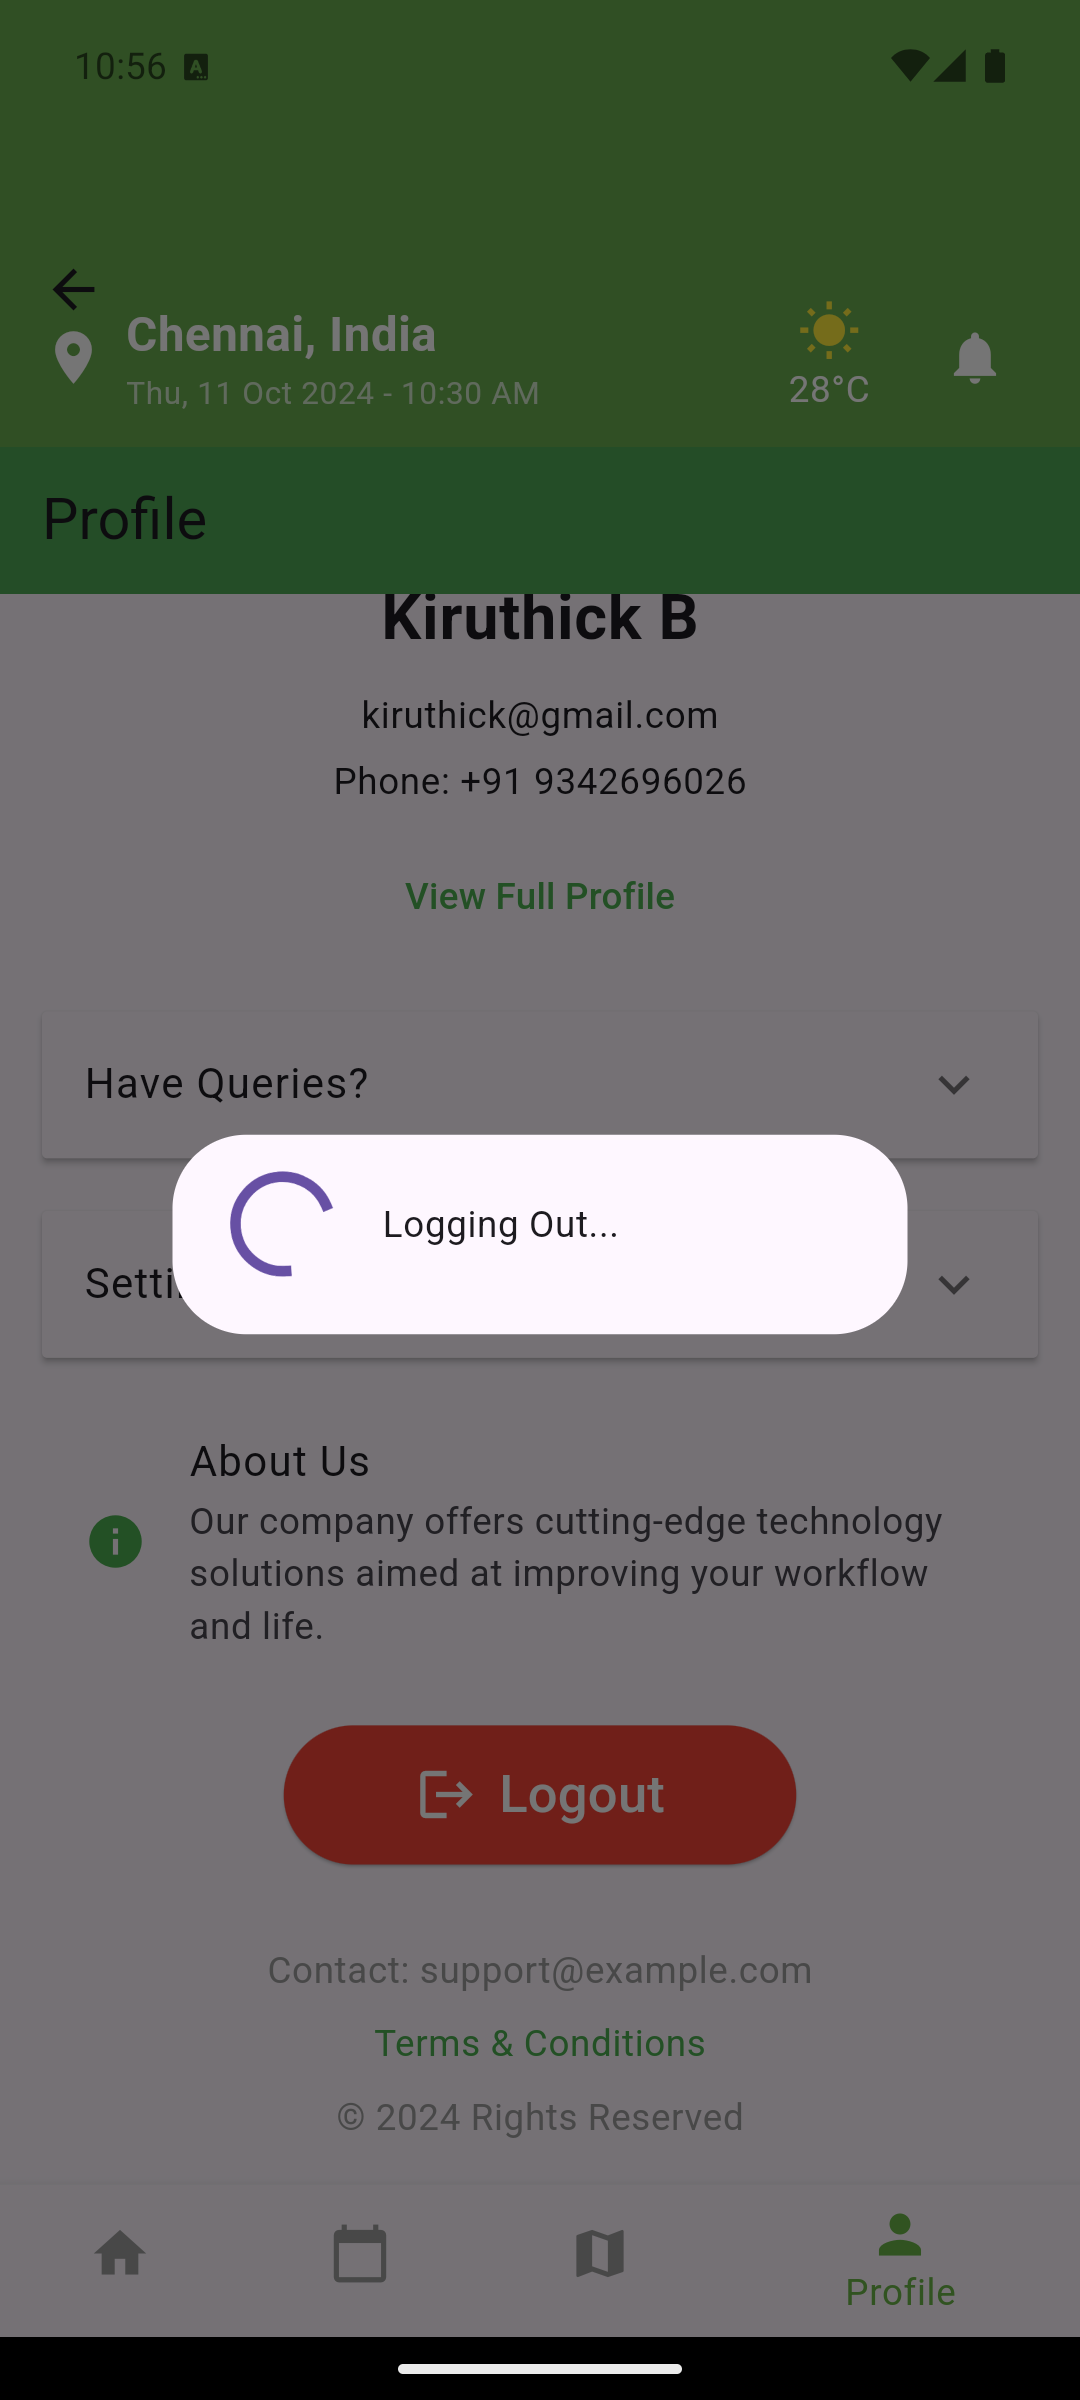 10:56
Chennai, India
Thu, 11 Oct 2024 - 10:30 AM
28°C
Profile
Kiruthick B
kiruthick@gmail.com
Phone: +91 9342696026
View Full Profile
Have Queries?
Logging Out...
Setti
About Us
Our company offers cutting-edge technology
solutions aimed at improving your workflow
and life.
Logout
Contact: support@example.com
Terms & Conditions
© 2024 Rights Reserved
Profile